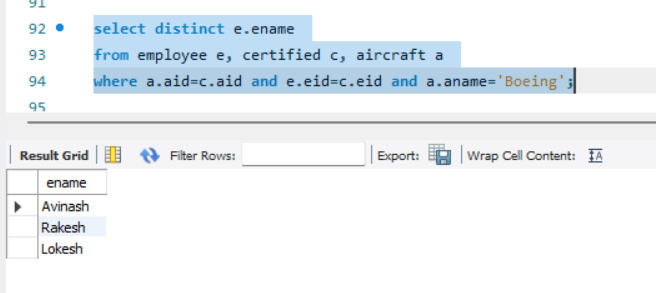 91
92 select distinct e.ename
93 from employee e, certified c, aircraft a
94 where a.aid=c.aid and e.eid=c.eid and a.aname='Boeing';
95
Result Grid Filter Rows: Export: Wrap Cell Content: IA
ename
Avinash
Rakesh
Lokesh